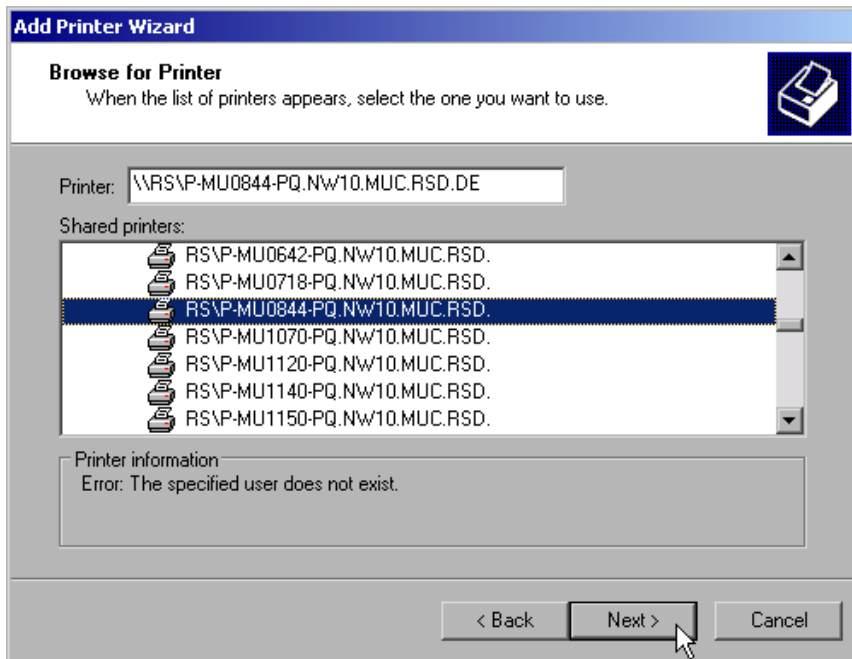 Add Printer Wizard
Browse for Printer
When the list of printers appears, select the one you want to use.
Printer: \\RS\P-MU0844-PQ.NW10.MUC.RSD.DE
Shared printers:
RS\P-MU0642-PQ.NW10.MUC.RSD.
RS\P-MU0718-PQ.NW10.MUC.RSD.
RS\P-MU0844-PQ.NW10.MUC.RSD.
RS\P-MU1070-PQ.NW10.MUC.RSD.
RS\P-MU1120-PQ.NW10.MUC.RSD.
RS\P-MU1140-PQ.NW10.MUC.RSD.
RS\P-MU1150-PQ.NW10.MUC.RSD.
Printer information
Error: The specified user does not exist.
< Back Next > Cancel